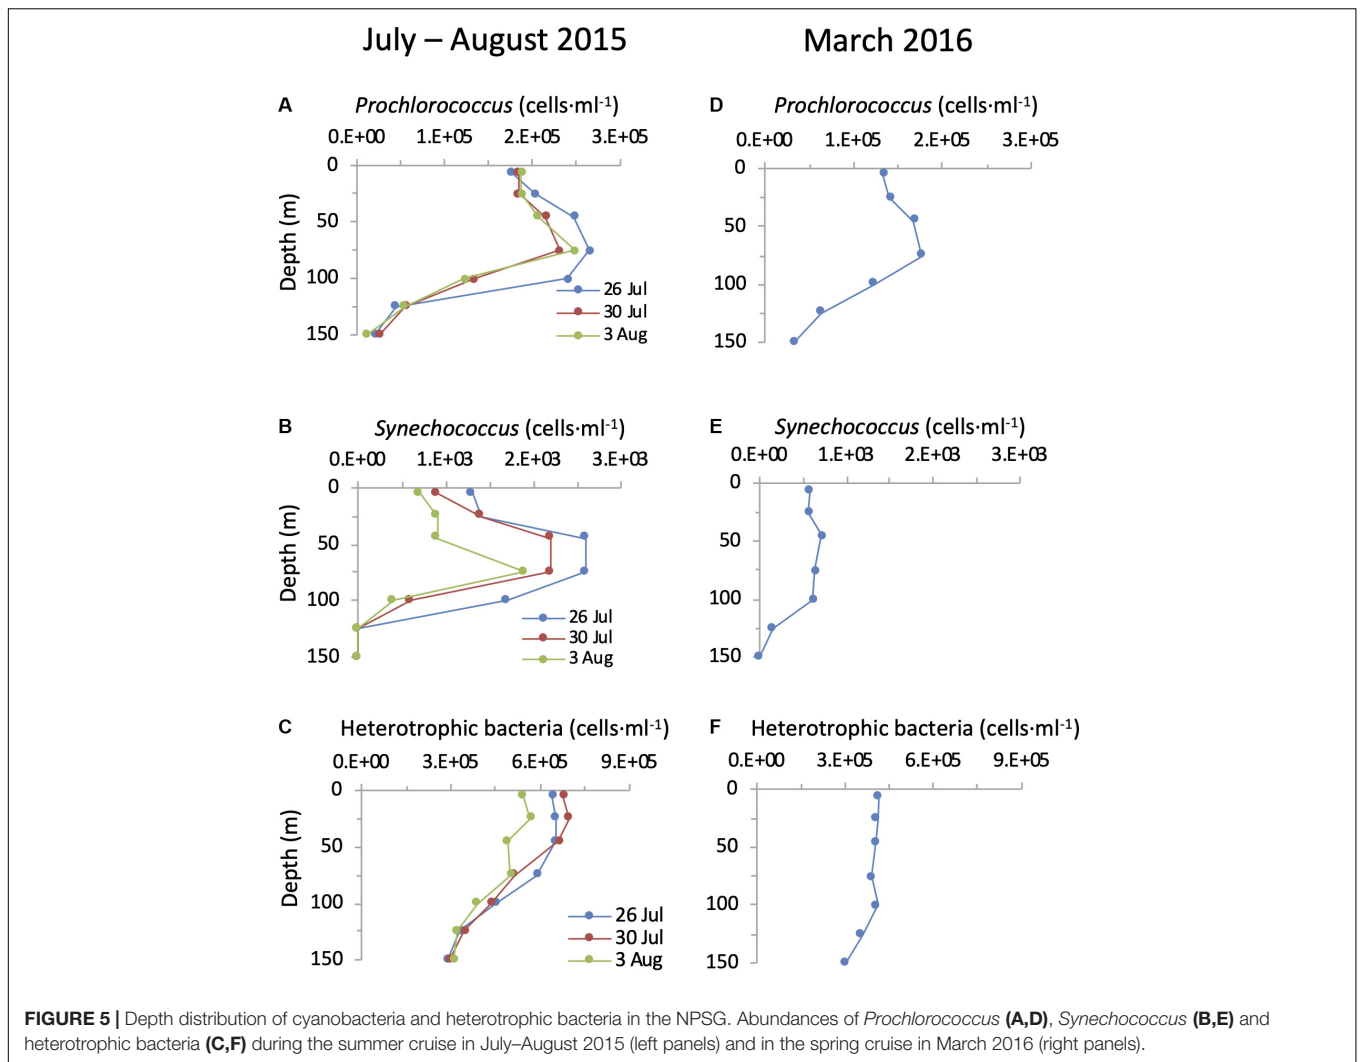 July – August 2015
March 2016
A
Prochlorococcus (cells·ml-1)
0.E+00 1.E+05 2.E+05 3.E+05
0
50
100
150
Depth (m)
26 Jul
30 Jul
3 Aug
D
Prochlorococcus (cells·ml-1)
0.E+00 1.E+05 2.E+05 3.E+05
0
50
100
150
B
Synechococcus (cells·ml-1)
0.E+00 1.E+03 2.E+03 3.E+03
0
50
100
150
Depth (m)
26 Jul
30 Jul
3 Aug
E
Synechococcus (cells·ml-1)
0.E+00 1.E+03 2.E+03 3.E+03
0
50
100
150
C
Heterotrophic bacteria (cells·ml-1)
0.E+00 3.E+05 6.E+05 9.E+05
0
50
100
150
Depth (m)
26 Jul
30 Jul
3 Aug
F
Heterotrophic bacteria (cells·ml-1)
0.E+00 3.E+05 6.E+05 9.E+05
0
50
100
150
FIGURE 5 | Depth distribution of cyanobacteria and heterotrophic bacteria in the NPSG. Abundances of Prochlorococcus (A,D), Synechococcus (B,E) and
heterotrophic bacteria (C,F) during the summer cruise in July–August 2015 (left panels) and in the spring cruise in March 2016 (right panels).